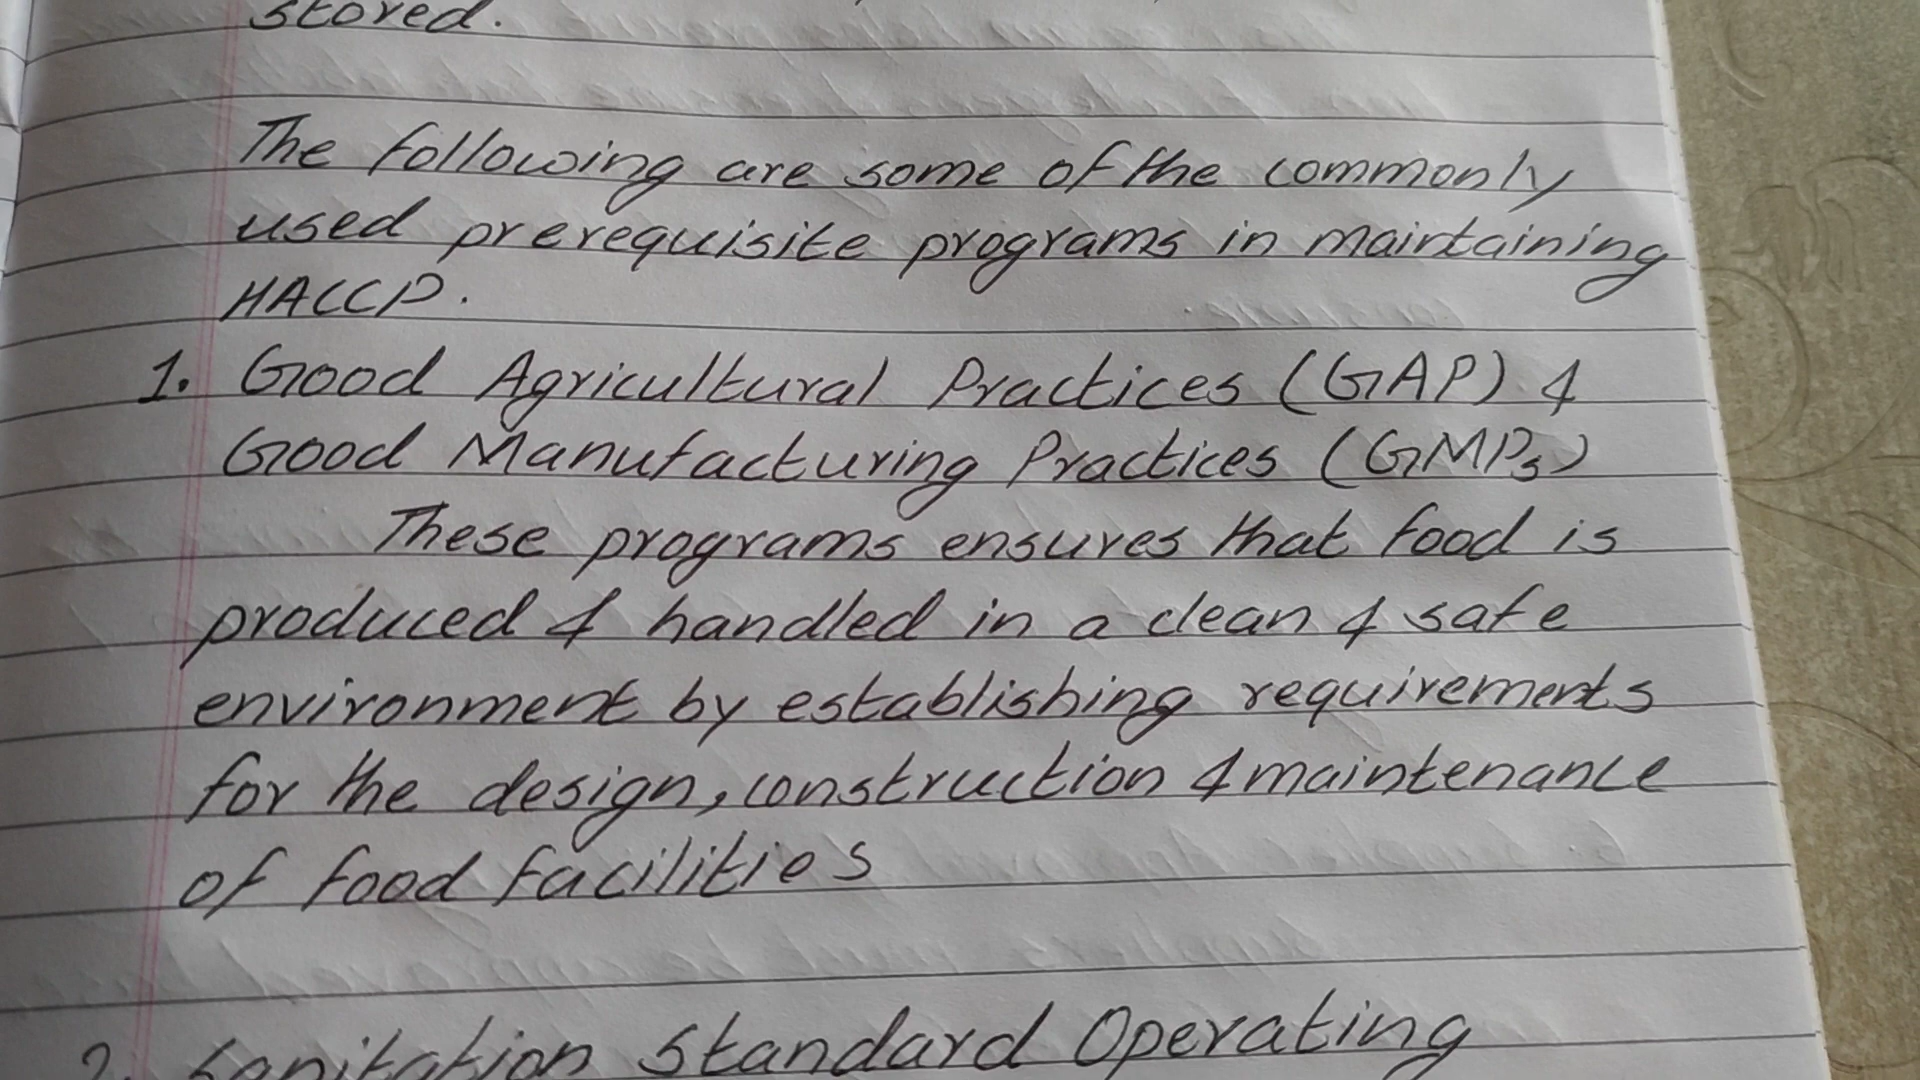 stored.
The following are some of the commonly
used prerequisite programs in maintaining
HACCP.
1. Good Agricultural Practices (GAP) &
Good Manufacturing Practices (GMPs)
These programs ensures that food is
produced & handled in a clean & safe
environment by establishing requirements
for the design, construction & maintenance
of food facilities
2. Sanitation Standard Operating